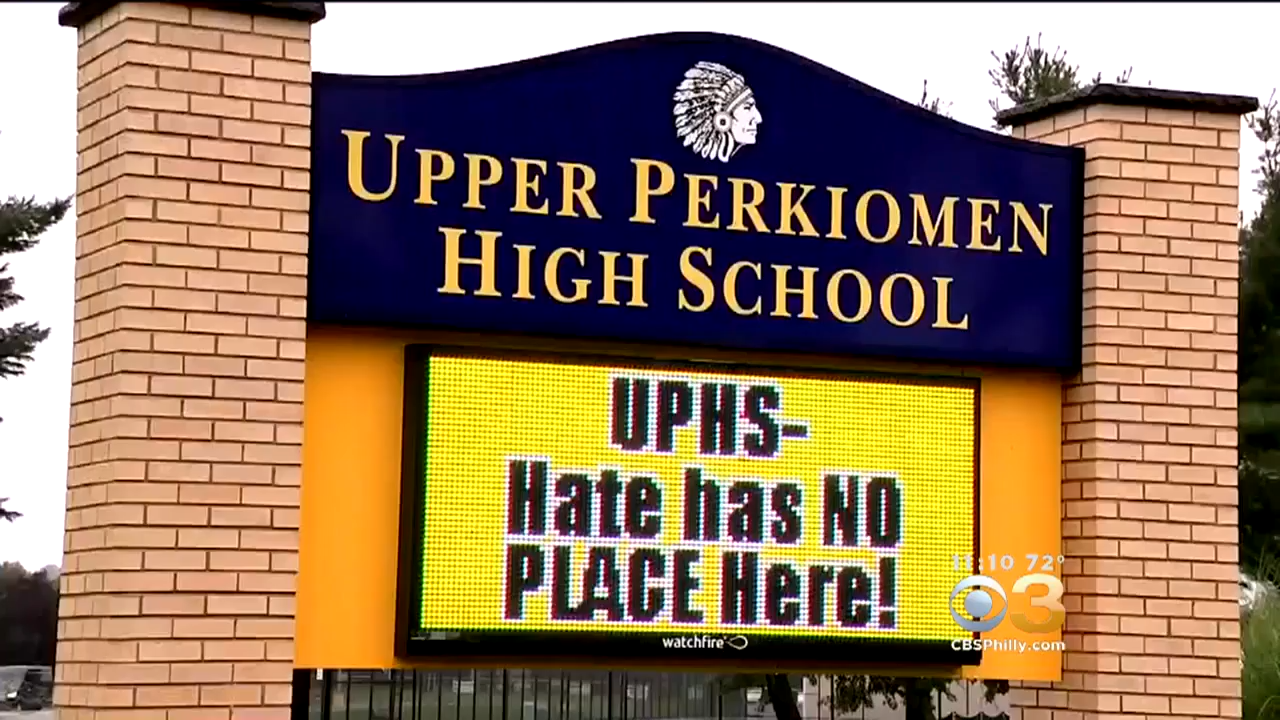 UPPER PERKIOMEN
HIGH SCHOOL
UPHS-
Hate has NO
PLACE Here!
watchfire
11:10 72°
3
CBSPhilly.com